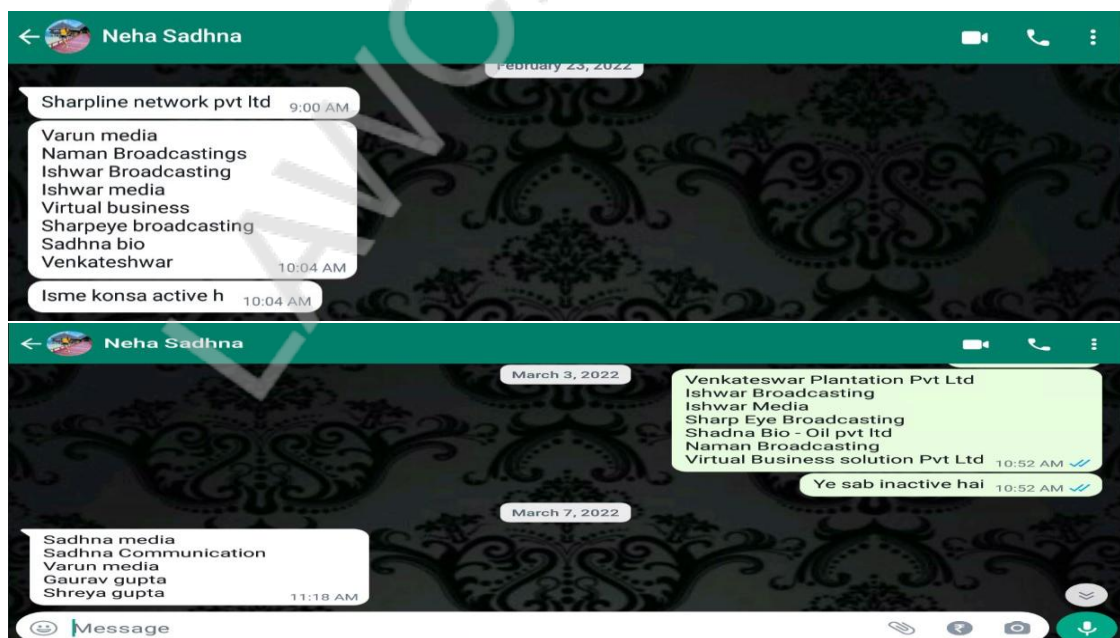 Neha Sadhna
February 23, 2022
Sharpline network pvt ltd 9:00 AM
Varun media
Naman Broadcastings
Ishwar Broadcasting
Ishwar media
Virtual business
Sharpeye broadcasting
Sadhna bio
Venkateshwar 10:04 AM
Isme konsa active h 10:04 AM
Neha Sadhna
March 3, 2022
Venkateswar Plantation Pvt Ltd
Ishwar Broadcasting
Ishwar Media
Sharp Eye Broadcasting
Shadna Bio - Oil pvt ltd
Naman Broadcasting
Virtual Business solution Pvt Ltd 10:52 AM
Ye sab inactive hai 10:52 AM
March 7, 2022
Sadhna media
Sadhna Communication
Varun media
Gaurav gupta
Shreya gupta 11:18 AM
Message